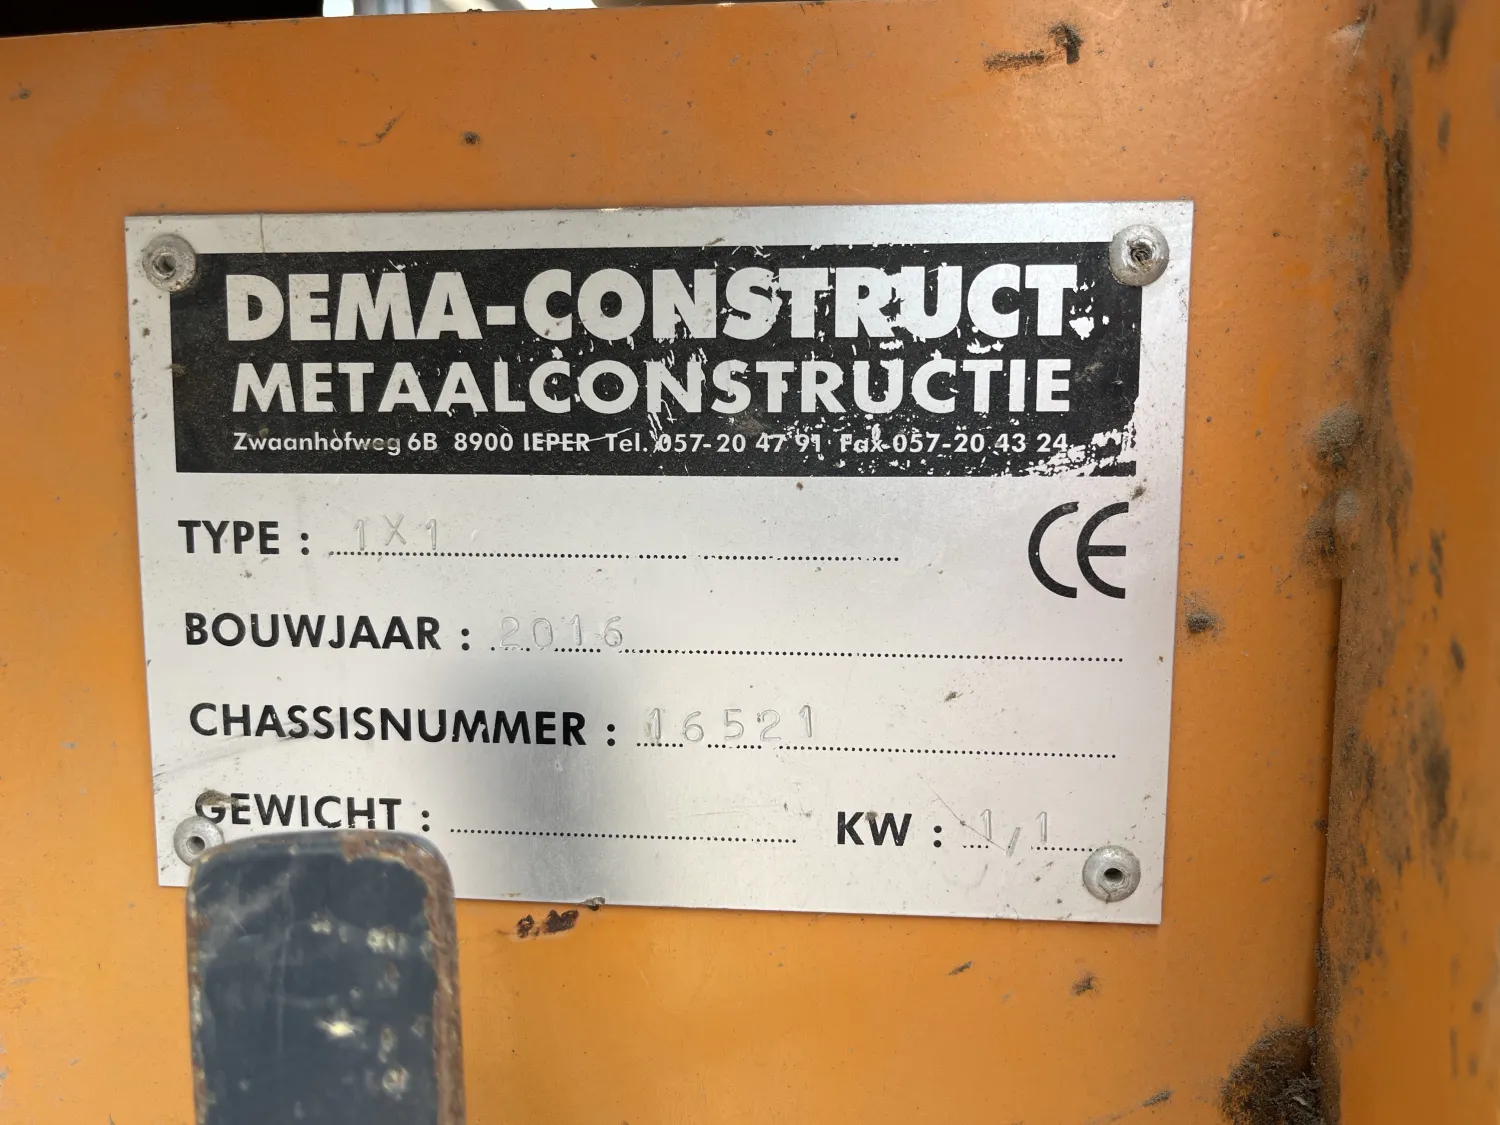 DEMA-CONSTRUCT
METAALCONSTRUCTIE
Zwaanhofweg 6B 8900 IEPER Tel. 057-20 47 91 Fax 057-20 43 24
TYPE : 1X1
CE
BOUWJAAR : 2016
CHASSISNUMMER : 16521
GEWICHT :
KW : 1,1